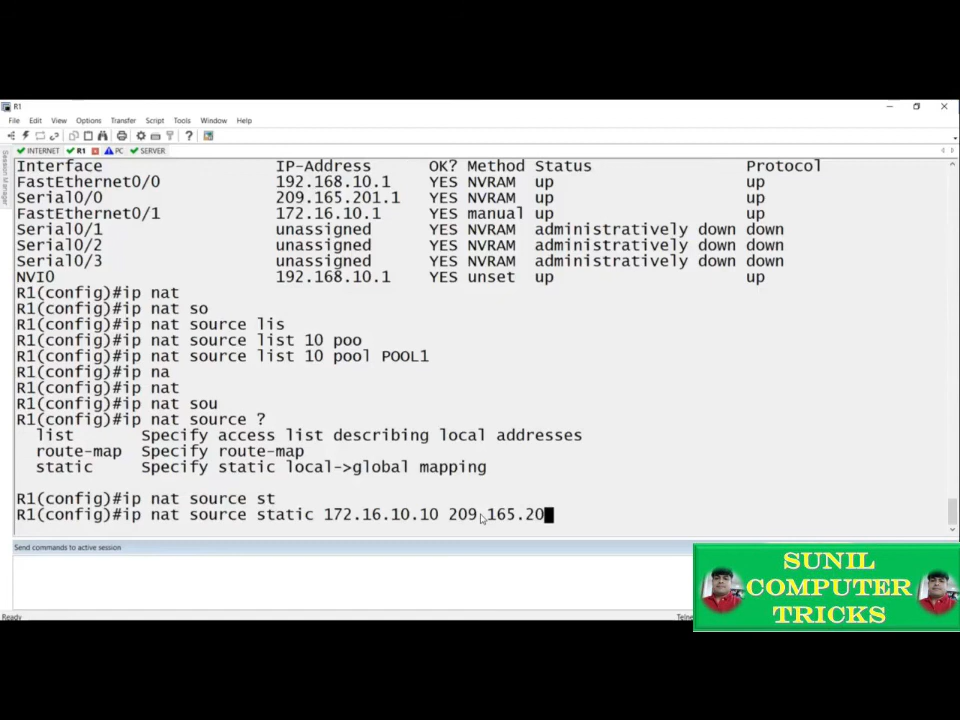 R1
File Edit View Options Transfer Script Tools Window Help
INTERNET R1 PC SERVER
Session Manager
Interface IP-Address OK? Method Status Protocol
FastEthernet0/0 192.168.10.1 YES NVRAM up up
Serial0/0 209.165.201.1 YES NVRAM up up
FastEthernet0/1 172.16.10.1 YES manual up up
Serial0/1 unassigned YES NVRAM administratively down down
Serial0/2 unassigned YES NVRAM administratively down down
Serial0/3 unassigned YES NVRAM administratively down down
NVI0 192.168.10.1 YES unset up up
R1(config)#ip nat
R1(config)#ip nat so
R1(config)#ip nat source lis
R1(config)#ip nat source list 10 poo
R1(config)#ip nat source list 10 pool POOL1
R1(config)#ip na
R1(config)#ip nat
R1(config)#ip nat sou
R1(config)#ip nat source ?
list Specify access list describing local addresses
route-map Specify route-map
static Specify static local->global mapping
R1(config)#ip nat source st
R1(config)#ip nat source static 172.16.10.10 209.165.20
Send commands to active session
Ready
SUNIL
COMPUTER
TRICKS